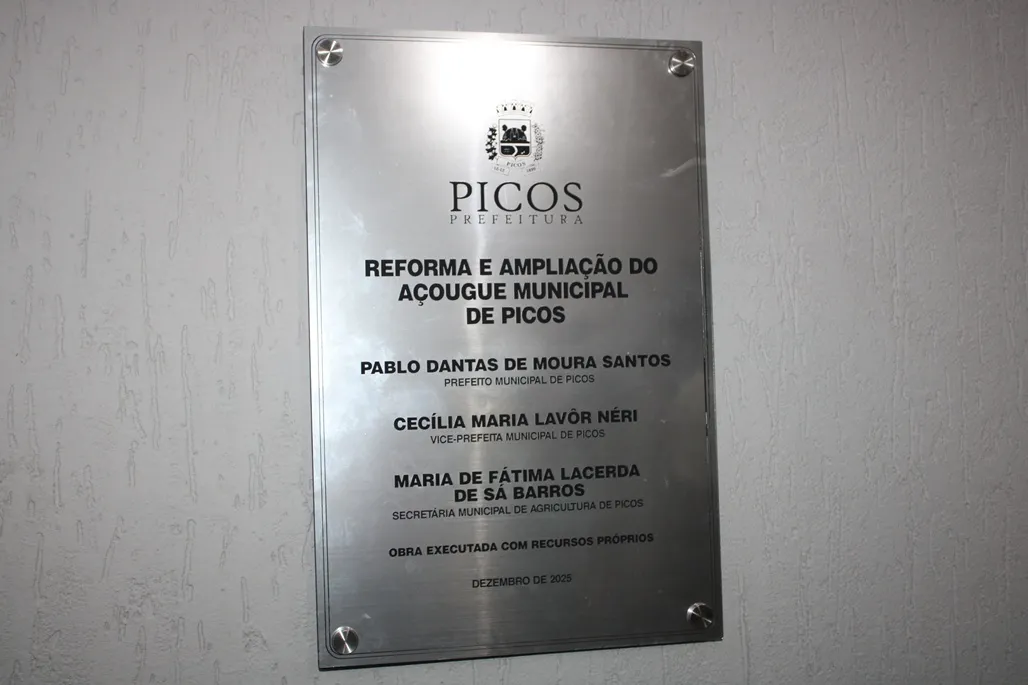 PICOS
PICOS
PREFEITURA
REFORMA E AMPLIAÇÃO DO
AÇOUGUE MUNICIPAL
DE PICOS
PABLO DANTAS DE MOURA SANTOS
PREFEITO MUNICIPAL DE PICOS
CECÍLIA MARIA LAVÔR NÉRI
VICE-PREFEITA MUNICIPAL DE PICOS
MARIA DE FÁTIMA LACERDA
DE SÁ BARROS
SECRETÁRIA MUNICIPAL DE AGRICULTURA DE PICOS
OBRA EXECUTADA COM RECURSOS PRÓPRIOS
DEZEMBRO DE 2025